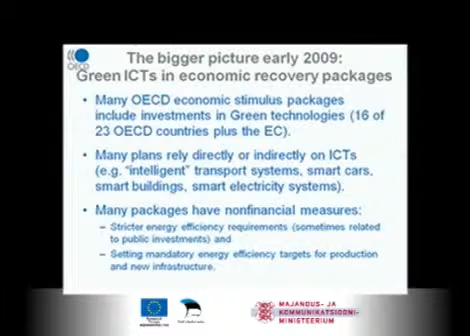 OECD
The bigger picture early 2009:
Green ICTs in economic recovery packages
• Many OECD economic stimulus packages
include investments in Green technologies (16 of
23 OECD countries plus the EC).
• Many plans rely directly or indirectly on ICTs
(e.g. “intelligent” transport systems, smart cars,
smart buildings, smart electricity systems).
• Many packages have nonfinancial measures:
– Stricter energy efficiency requirements (sometimes related
to public investments) and
– Setting mandatory energy efficiency targets for production
and new infrastructure.
MAJANDUS- JA
KOMMUNIKATSIOONI-
MINISTEERIUM